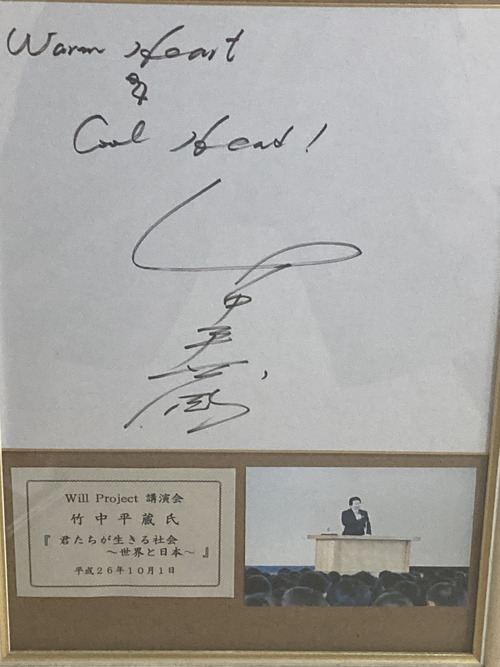 Warm Heart
&
Cool Head!
竹
中
平
蔵
Will Project 講演会
竹中平蔵氏
『 君たちが生きる社会
～世界と日本～ 』
平成26年10月1日